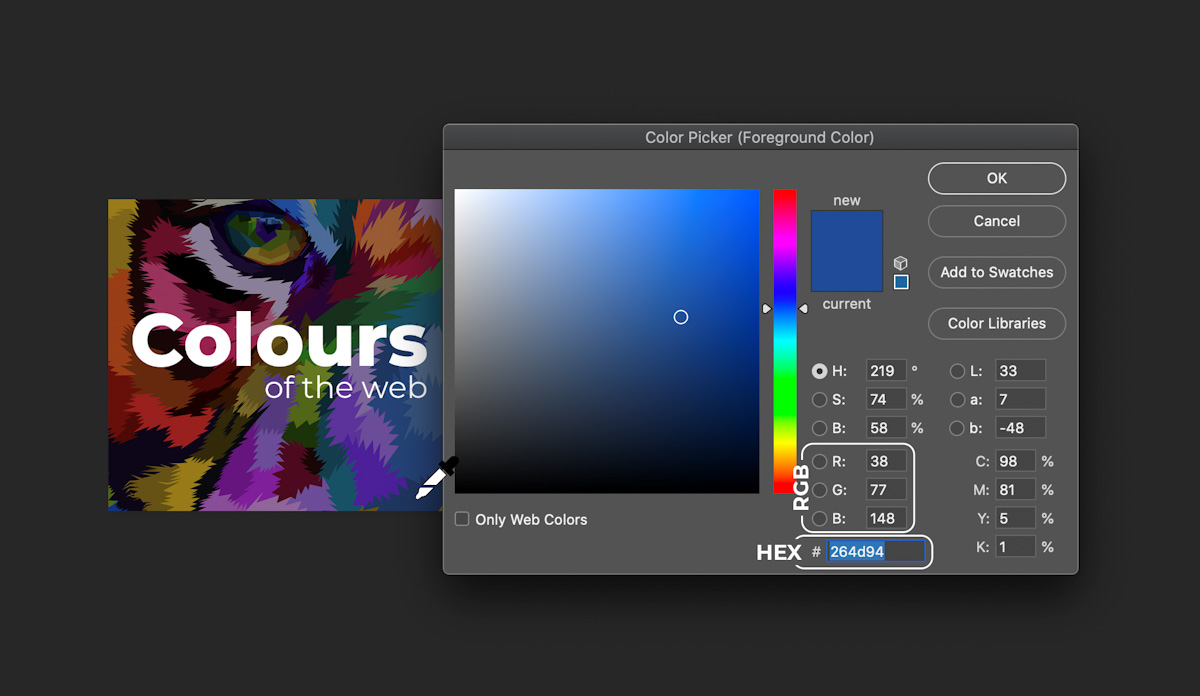 Colours
of the web
Color Picker (Foreground Color)
new
current
OK
Cancel
Add to Swatches
Color Libraries
H: 219 °
S: 74 %
B: 58 %
L: 33
a: 7
b: -48
RGB
R: 38
G: 77
B: 148
C: 98 %
M: 81 %
Y: 5 %
K: 1 %
Only Web Colors
HEX # 264d94